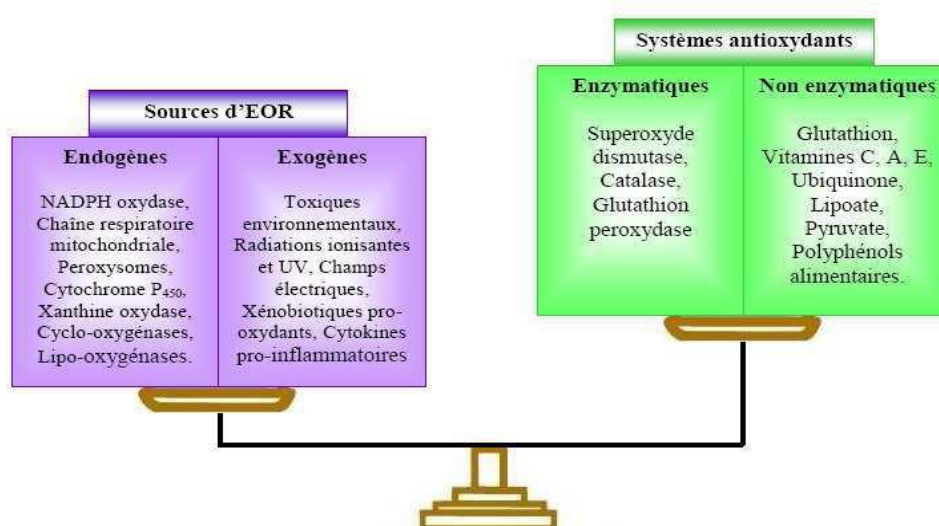 Systèmes antioxydants
Enzymatiques
Superoxyde
dismutase,
Catalase,
Glutathion
peroxydase
Non enzymatiques
Glutathion,
Vitamines C, A, E,
Ubiquinone,
Lipoate,
Pyruvate,
Polyphénols
alimentaires.
Sources d’EOR
Endogènes
NADPH oxydase,
Chaîne respiratoire
mitochondriale,
Peroxysomes,
Cytochrome P₄₅₀,
Xanthine oxydase,
Cyclo-oxygénases,
Lipo-oxygénases.
Exogènes
Toxiques
environnementaux,
Radiations ionisantes
et UV, Champs
électriques,
Xénobiotiques pro-
oxydants, Cytokines
pro-inflammatoires